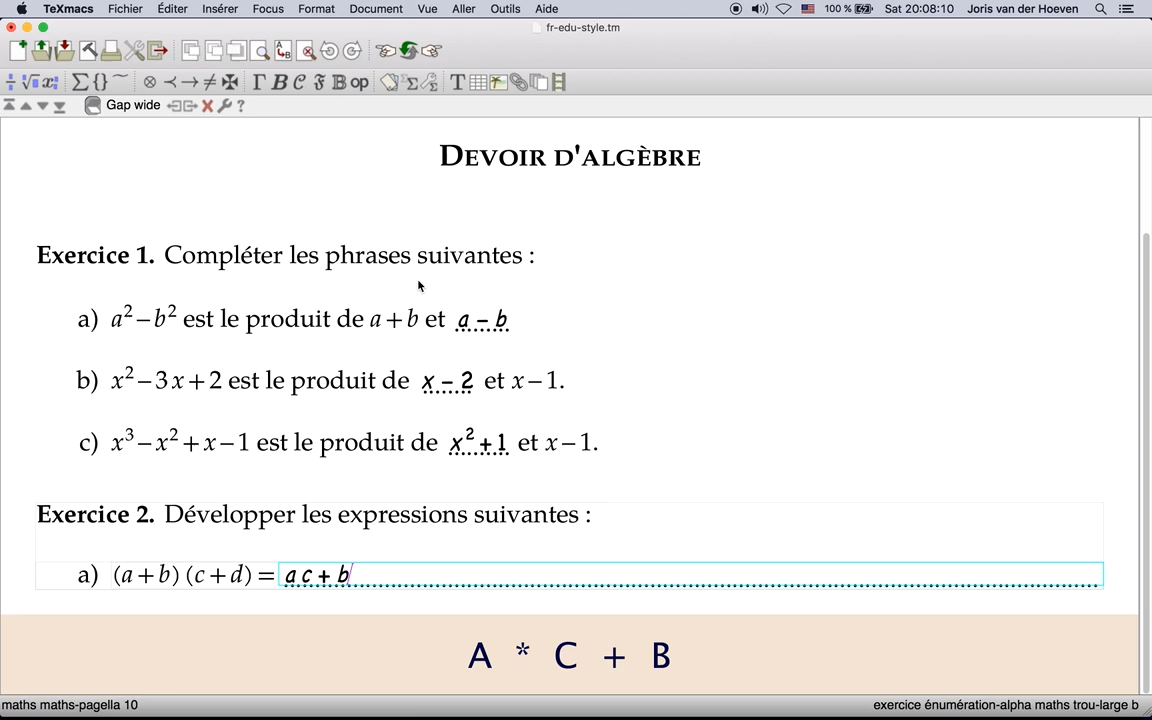 TeXmacs Fichier Éditer Insérer Focus Format Document Vue Aller Outils Aide 100 % Sat 20:08:10 Joris van der Hoeven
fr-edu-style.tm
Gap wide
DEVOIR D'ALGÈBRE
Exercice 1. Compléter les phrases suivantes :
a) a²−b² est le produit de a+b et a−b
b) x²−3x+2 est le produit de x−2 et x−1.
c) x³−x²+x−1 est le produit de x²+1 et x−1.
Exercice 2. Développer les expressions suivantes :
a) (a+b)(c+d)= ac+b
A * C + B
maths maths-pagella 10 exercice énumération-alpha maths trou-large b